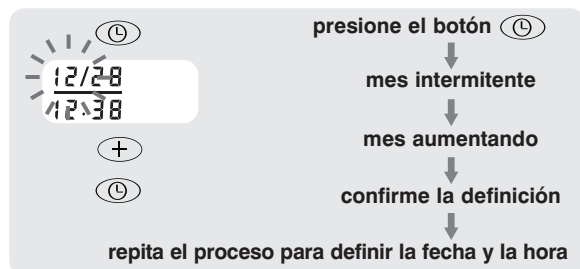 presione el botón
12/28
12:38
mes intermitente
mes aumentando
+
confirme la definición
repita el proceso para definir la fecha y la hora